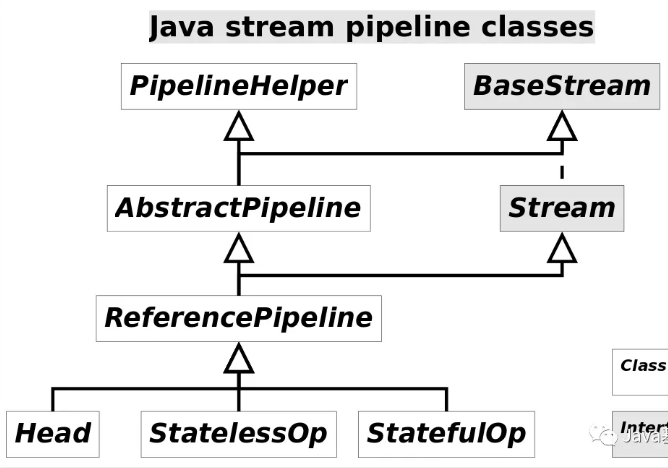 Java stream pipeline classes
PipelineHelper
BaseStream
AbstractPipeline
Stream
ReferencePipeline
Class
Head
StatelessOp
StatefulOp